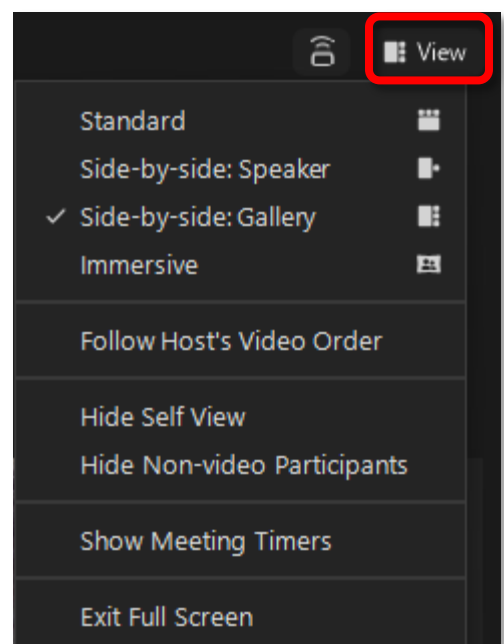 View
Standard
Side-by-side: Speaker
Side-by-side: Gallery
Immersive
Follow Host's Video Order
Hide Self View
Hide Non-video Participants
Show Meeting Timers
Exit Full Screen